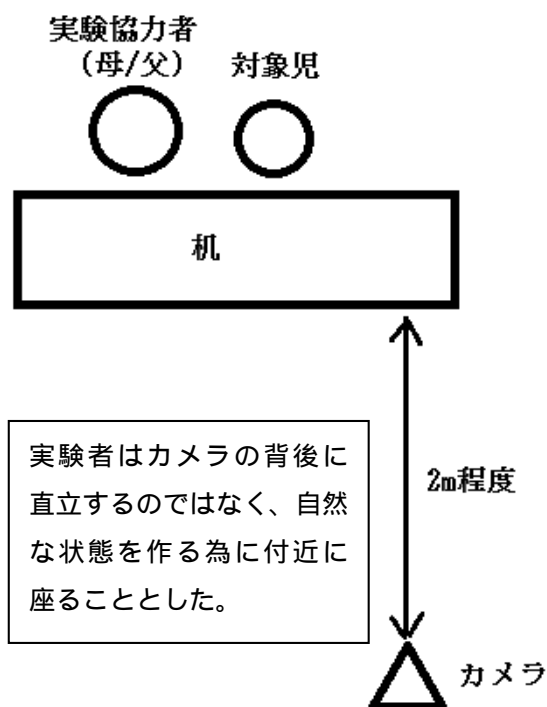 実験協力者
(母/父)
対象児
机
実験者はカメラの背後に
直立するのではなく、自然
な状態を作る為に付近に
座ることとした。
2m程度
カメラ